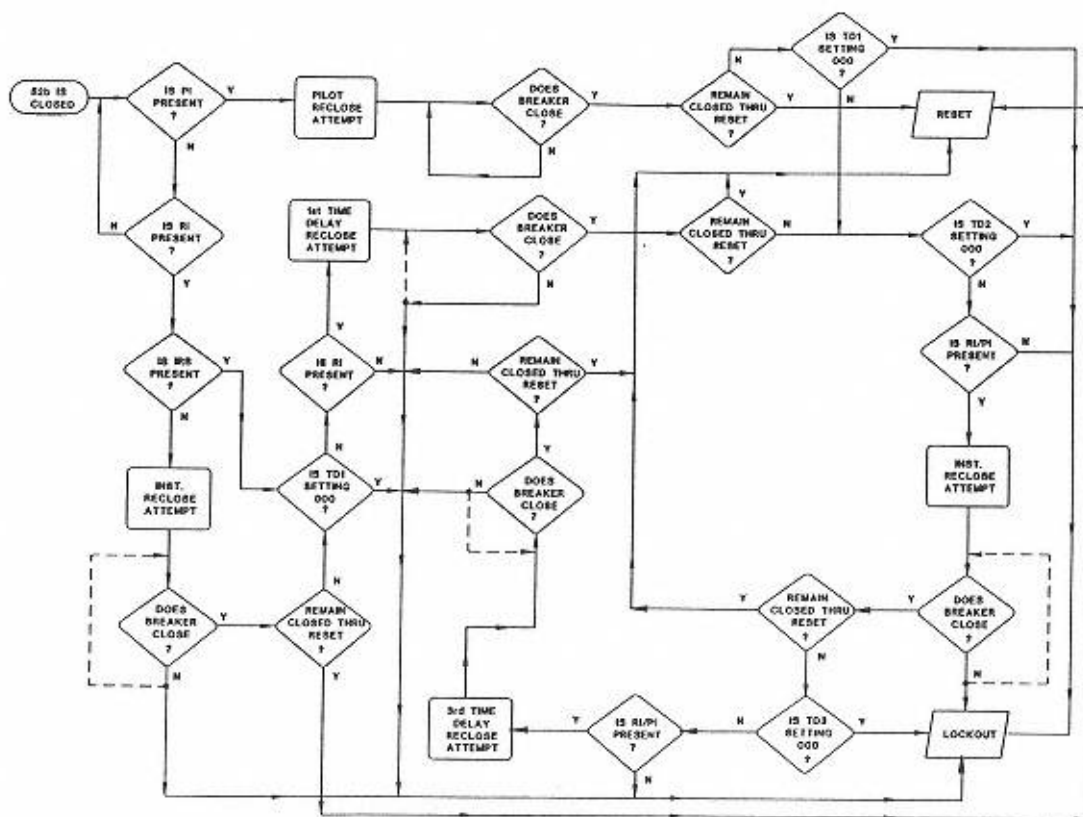 IS TD1
SETTING
000
?
Y
N
52b IS
CLOSED
IS PI
PRESENT
?
Y
N
PILOT
RECLOSE
ATTEMPT
DOES
BREAKER
CLOSE
?
Y
N
REMAIN
CLOSED THRU
RESET
?
N
Y
RESET
N
IS RI
PRESENT
?
Y
1st TIME
DELAY
RECLOSE
ATTEMPT
DOES
BREAKER
CLOSE
?
Y
N
Y
REMAIN
CLOSED THRU
RESET
?
N
IS TD2
SETTING
000
?
Y
N
IS IRS
PRESENT
?
Y
N
Y
IS RI
PRESENT
?
N
N
N
REMAIN
CLOSED THRU
RESET
?
Y
Y
IS RI/PI
PRESENT
?
N
Y
INST.
RECLOSE
ATTEMPT
IS TD1
SETTING
000
?
Y
N
N
DOES
BREAKER
CLOSE
?
INST.
RECLOSE
ATTEMPT
DOES
BREAKER
CLOSE
?
Y
N
REMAIN
CLOSED THRU
RESET
?
Y
Y
REMAIN
CLOSED THRU
RESET
?
N
Y
DOES
BREAKER
CLOSE
?
N
3rd TIME
DELAY
RECLOSE
ATTEMPT
Y
IS RI/PI
PRESENT
?
N
N
IS TD3
SETTING
000
?
Y
LOCKOUT